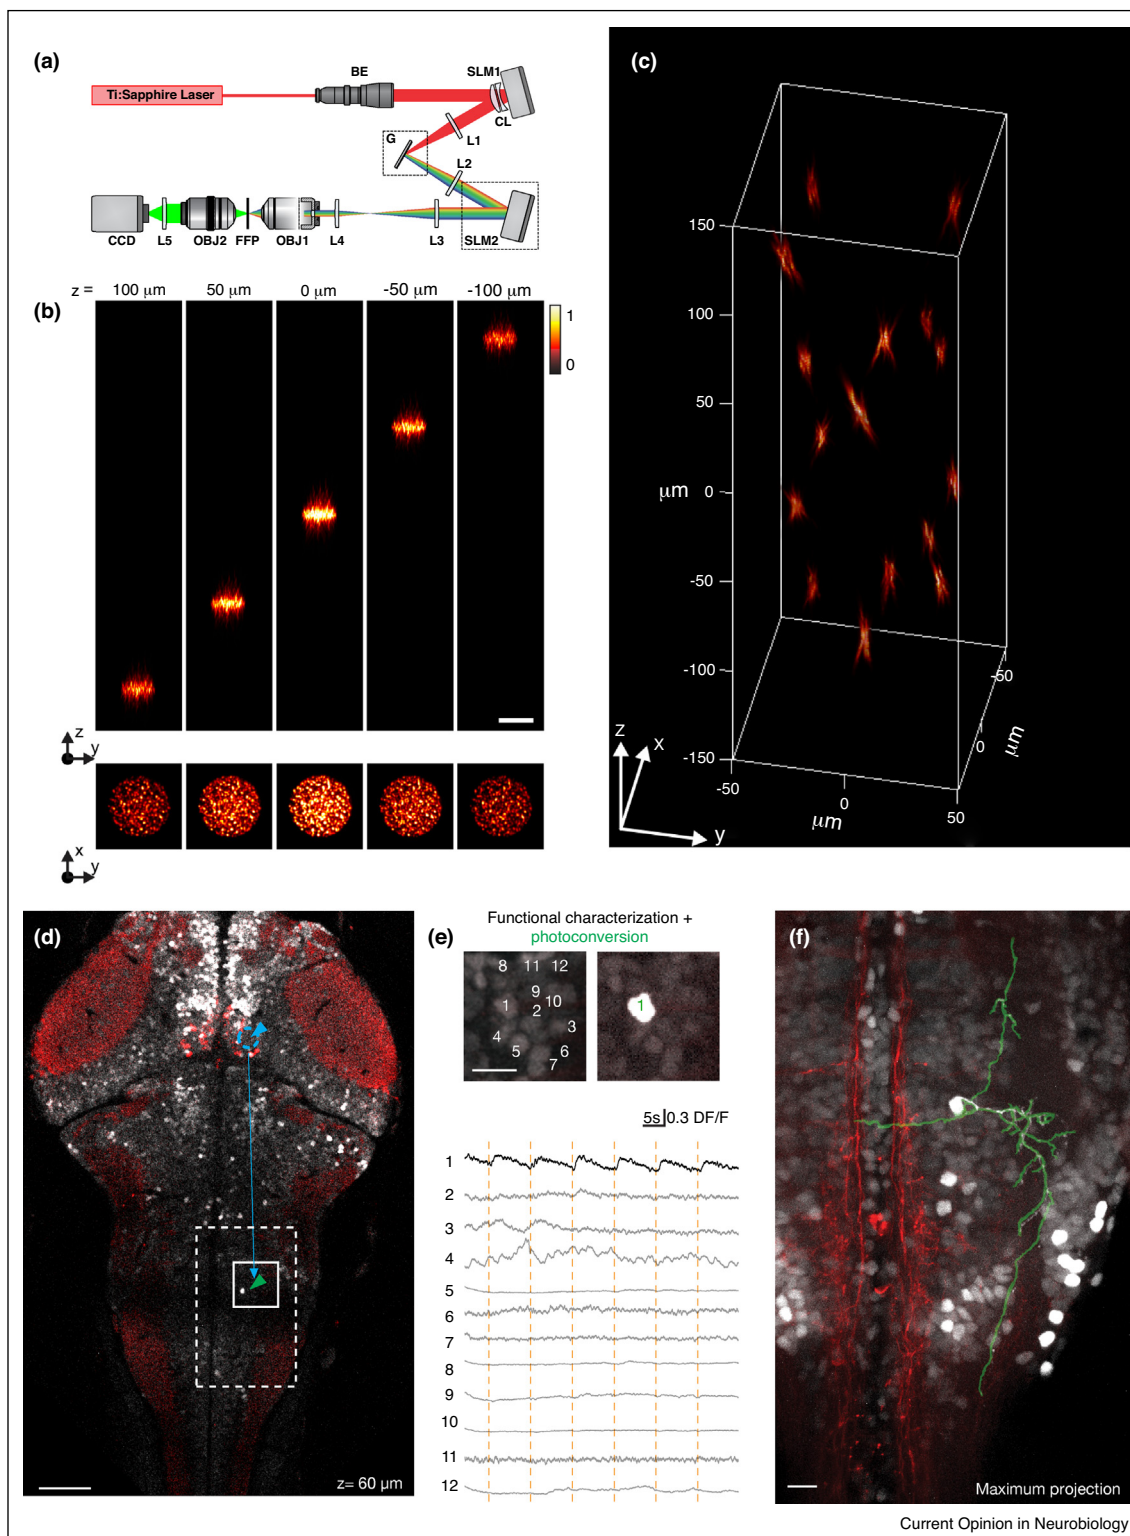 (a)
BE
SLM1
Ti:Sapphire Laser
CL
L1
G
L2
CCD
L5
OBJ2
FFP
OBJ1
L4
L3
SLM2
(b)
z =
100 µm
50 µm
0 µm
-50 µm
-100 µm
1
0
z
y
x
y
(c)
150
100
50
µm
0
-50
-100
-150
-50
0
µm
50
-50
0
µm
z
x
y
(d)
z= 60 µm
(e)
Functional characterization +
photoconversion
8 11 12
9
1 2 10
4 3
5 6
7
1
5s 0.3 DF/F
1
2
3
4
5
6
7
8
9
10
11
12
(f)
Maximum projection
Current Opinion in Neurobiology